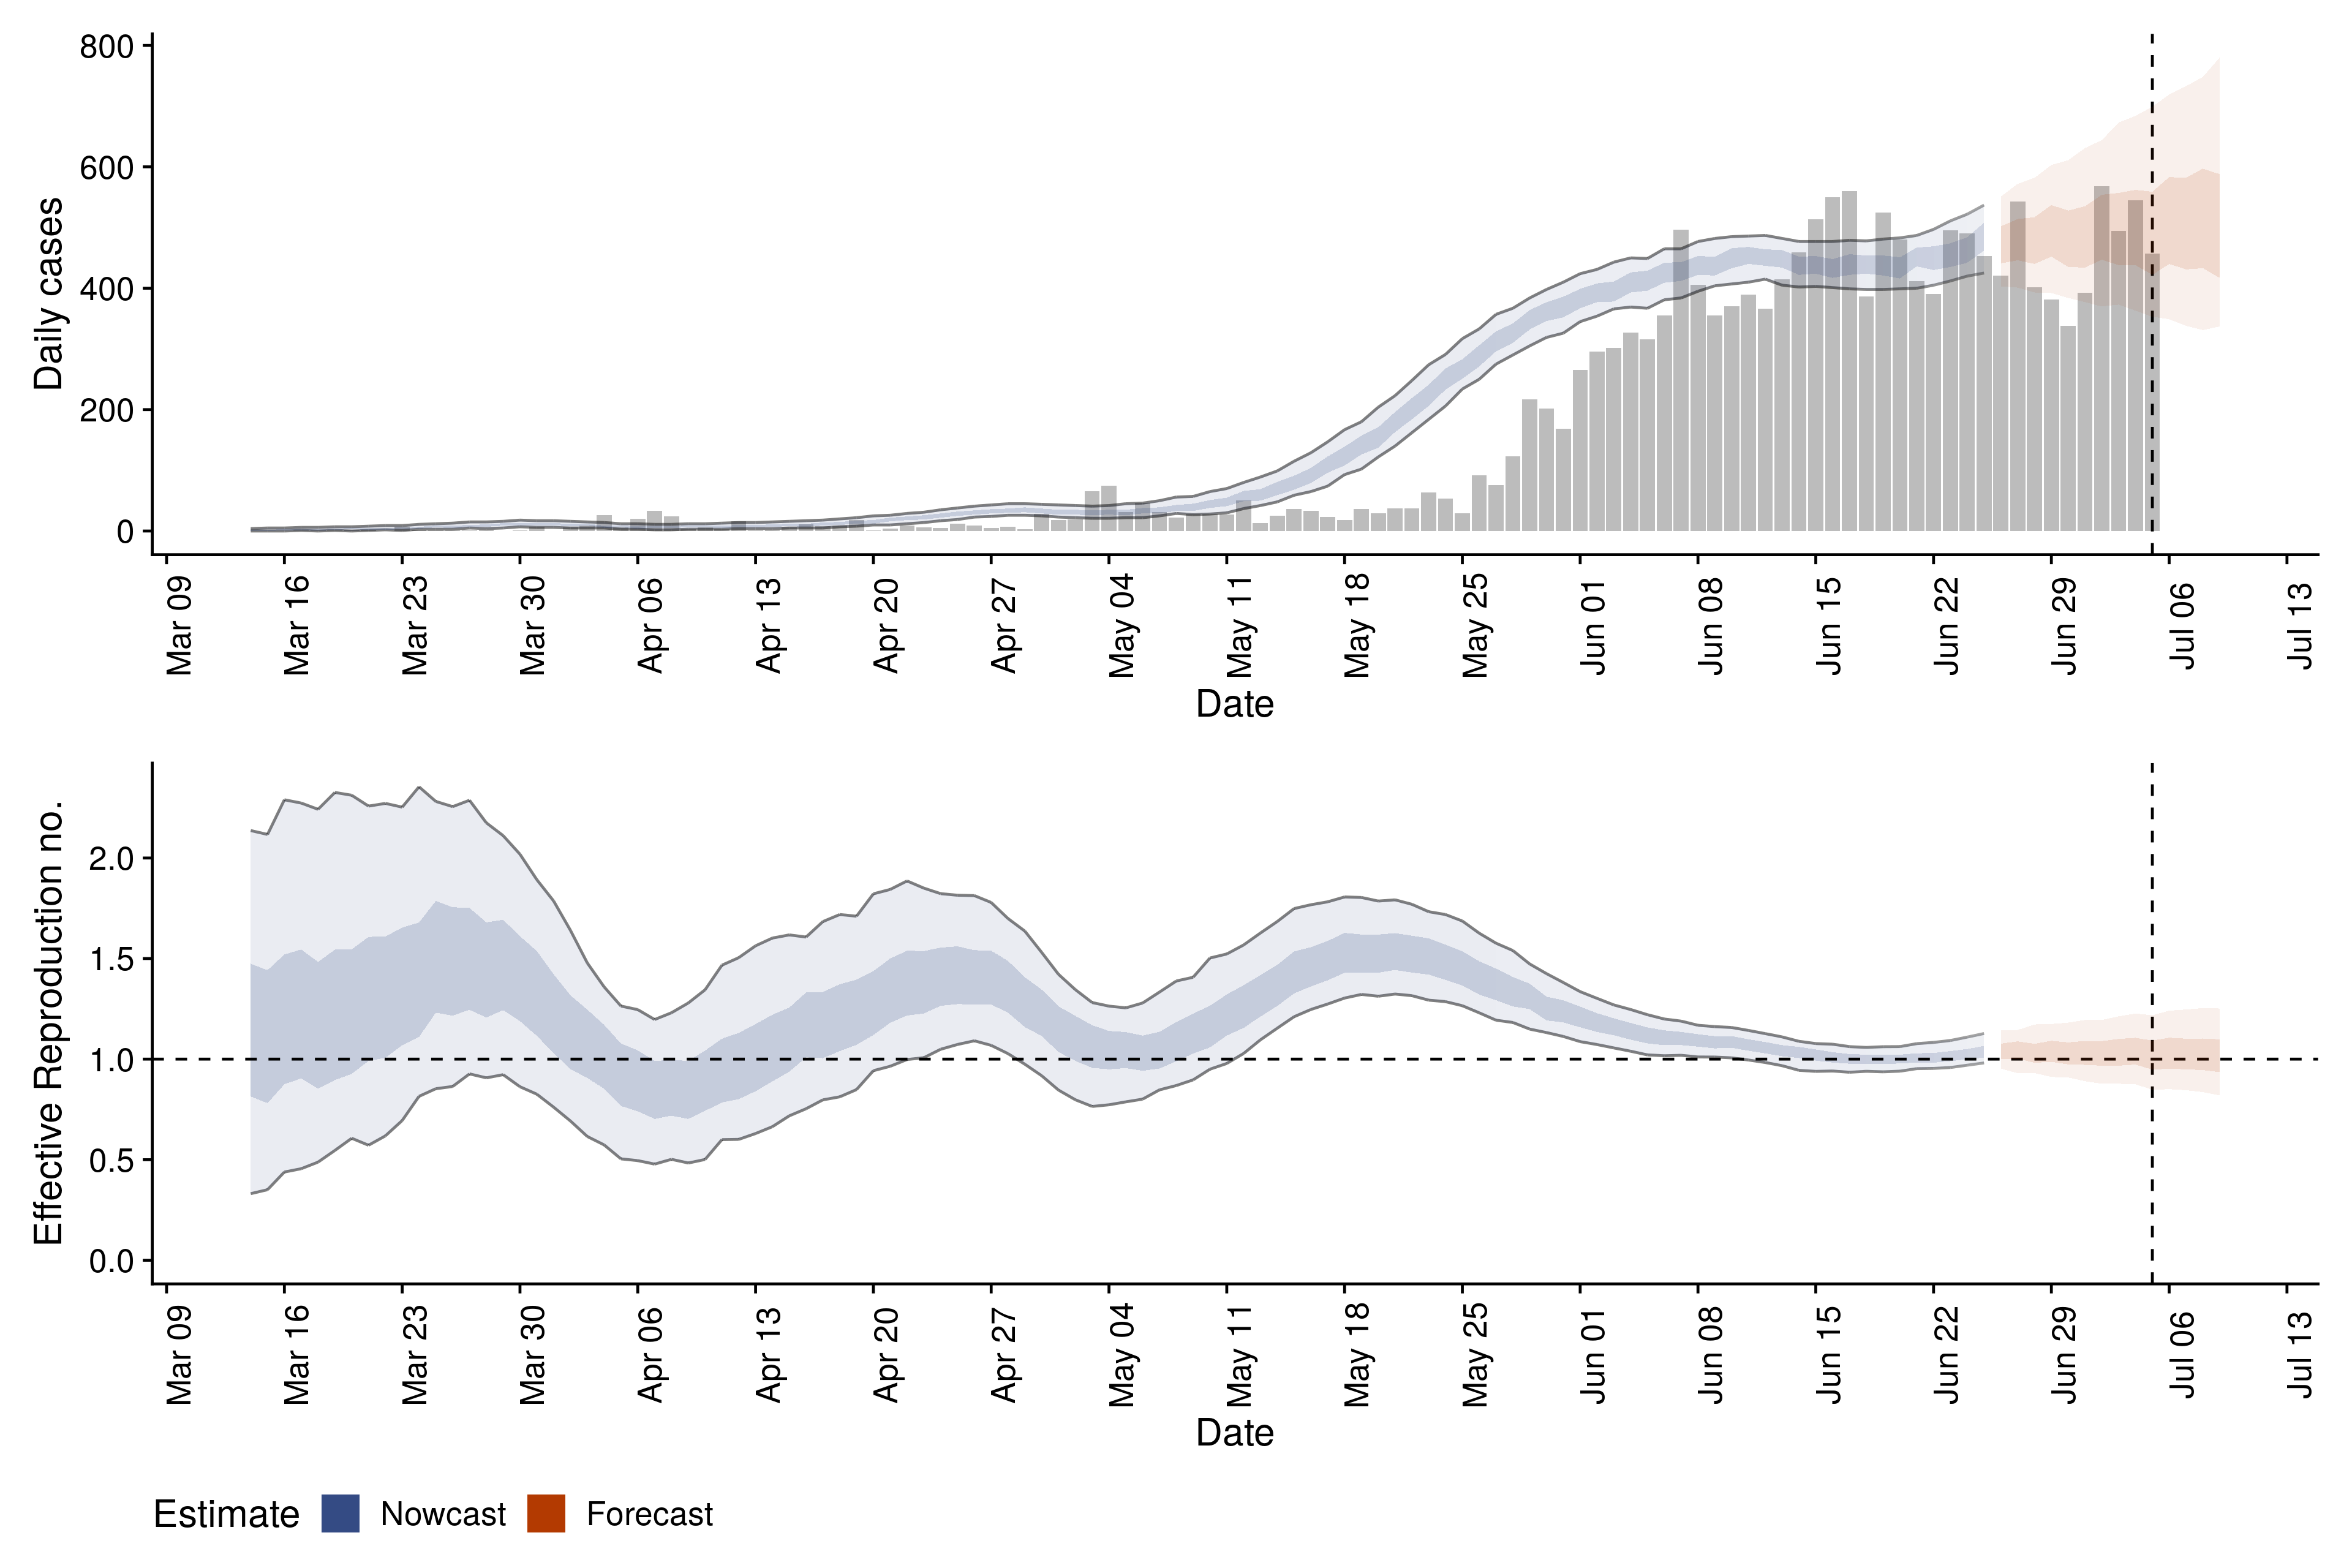 800
600
400
200
0
Daily cases
Mar 09 Mar 16 Mar 23 Mar 30 Apr 06 Apr 13 Apr 20 Apr 27 May 04 May 11 May 18 May 25 Jun 01 Jun 08 Jun 15 Jun 22 Jun 29 Jul 06 Jul 13
Date
2.0
1.5
1.0
0.5
0.0
Effective Reproduction no.
Mar 09 Mar 16 Mar 23 Mar 30 Apr 06 Apr 13 Apr 20 Apr 27 May 04 May 11 May 18 May 25 Jun 01 Jun 08 Jun 15 Jun 22 Jun 29 Jul 06 Jul 13
Date
Estimate Nowcast Forecast